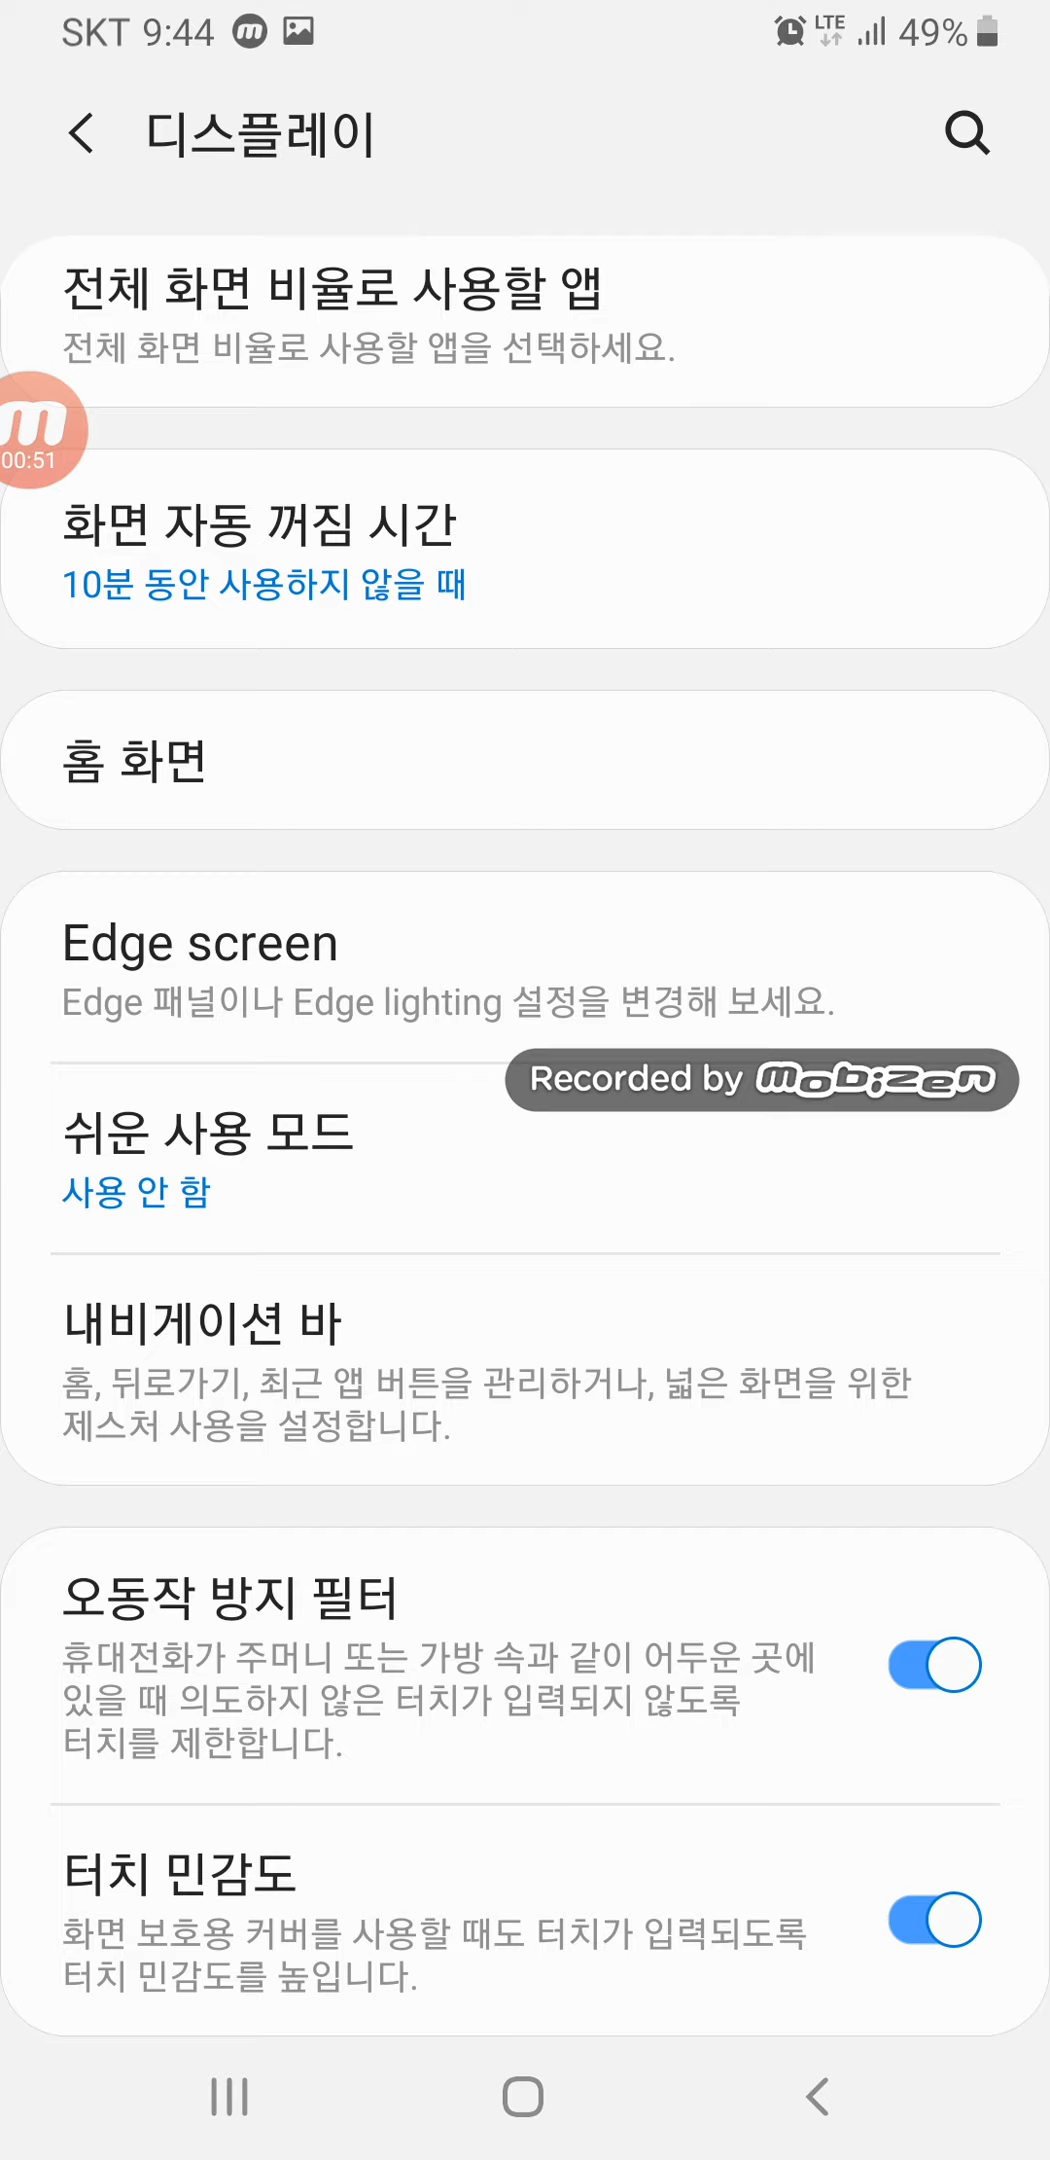 SKT 9:44 LTE 49%
디스플레이
전체 화면 비율로 사용할 앱
전체 화면 비율로 사용할 앱을 선택하세요.
m
00:51
화면 자동 꺼짐 시간
10분 동안 사용하지 않을 때
홈 화면
Edge screen
Edge 패널이나 Edge lighting 설정을 변경해 보세요.
Recorded by mobizen
쉬운 사용 모드
사용 안 함
내비게이션 바
홈, 뒤로가기, 최근 앱 버튼을 관리하거나, 넓은 화면을 위한
제스처 사용을 설정합니다.
오동작 방지 필터
휴대전화가 주머니 또는 가방 속과 같이 어두운 곳에
있을 때 의도하지 않은 터치가 입력되지 않도록
터치를 제한합니다.
터치 민감도
화면 보호용 커버를 사용할 때도 터치가 입력되도록
터치 민감도를 높입니다.